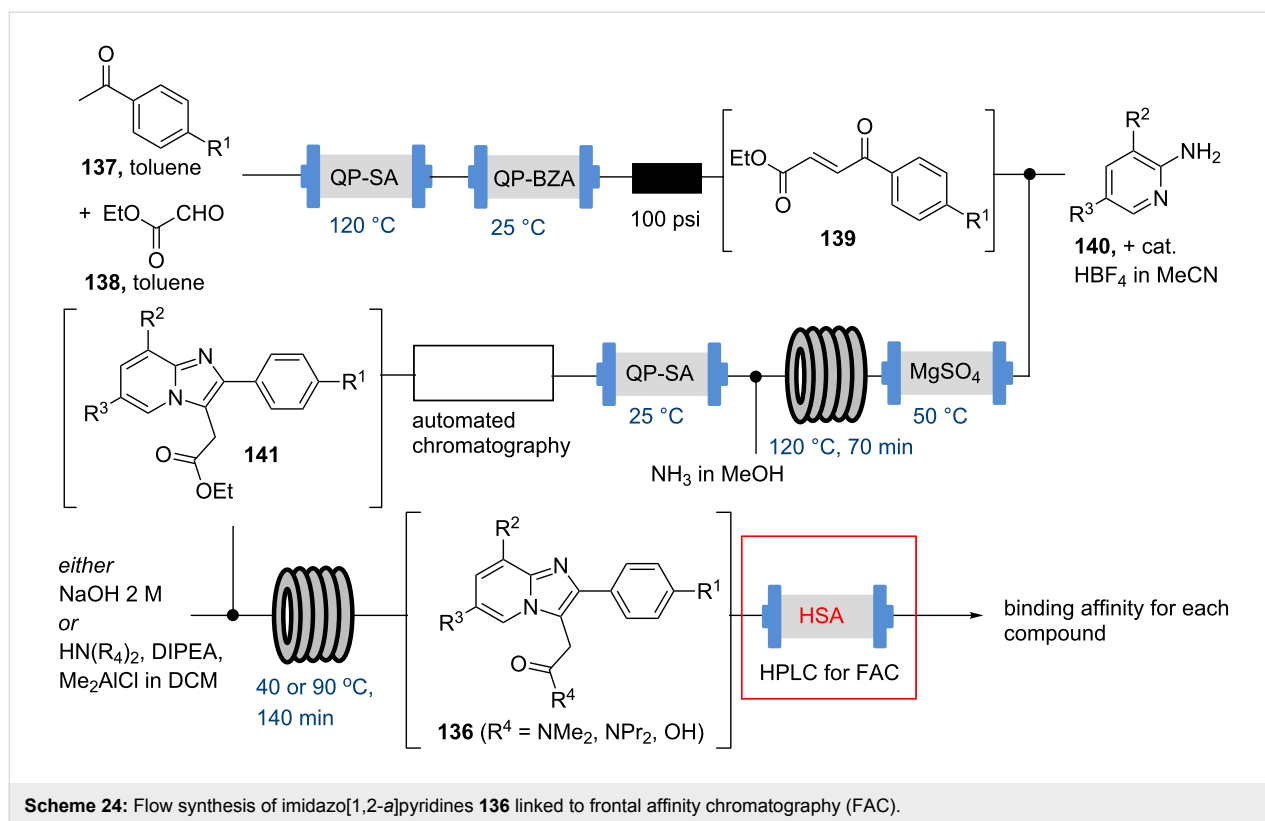 O
R¹
137, toluene
+ EtO CHO
O
138, toluene
QP-SA
120 °C
QP-BZA
25 °C
100 psi
EtO
O
O
R¹
139
R²
NH₂
N
R³
140, + cat.
HBF₄ in MeCN
R²
N
N
R³
R¹
O
OEt
141
automated
chromatography
QP-SA
25 °C
NH₃ in MeOH
120 °C, 70 min
MgSO₄
50 °C
either
NaOH 2 M
or
HN(R₄)₂, DIPEA,
Me₂AlCl in DCM
40 or 90 °C,
140 min
R²
N
N
R³
R¹
O
R⁴
136 (R⁴ = NMe₂, NPr₂, OH)
HSA
HPLC for FAC
binding affinity for each
compound
Scheme 24: Flow synthesis of imidazo[1,2-a]pyridines 136 linked to frontal affinity chromatography (FAC).